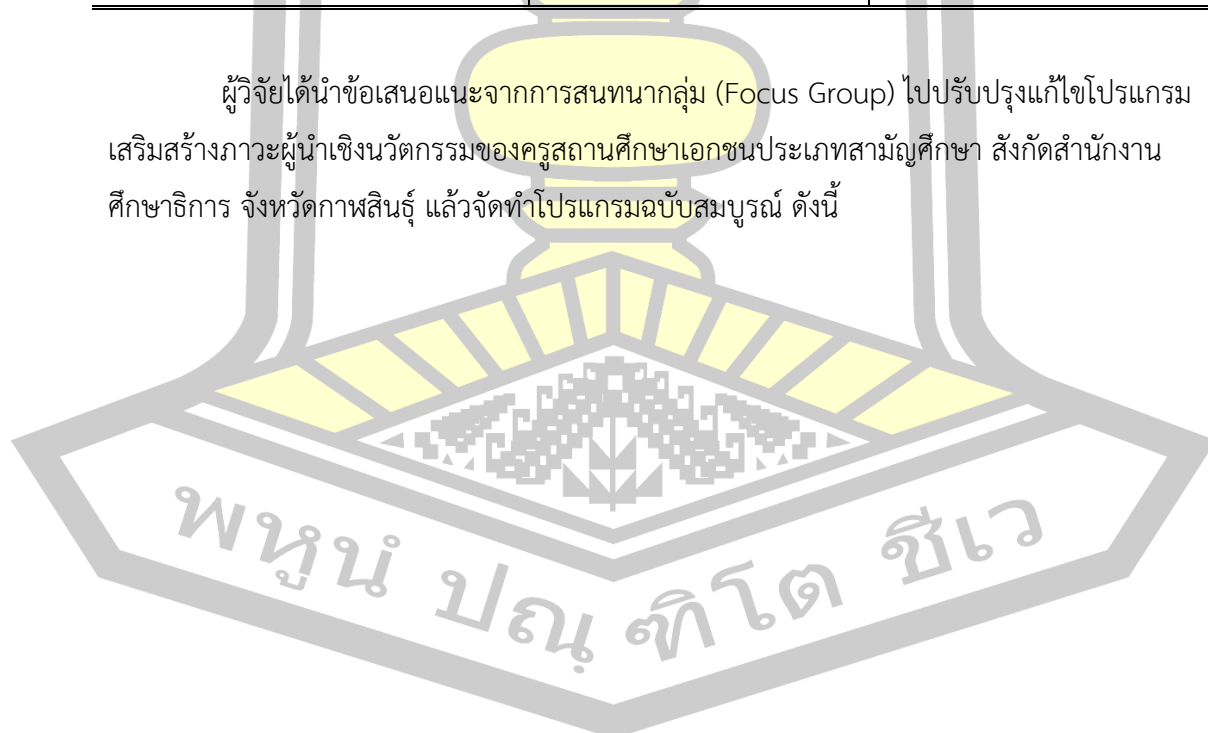 ผู้วิจัยได้นำข้อเสนอแนะจากการสนทนากลุ่ม (Focus Group) ไปปรับปรุงแก้ไขโปรแกรม
เสริมสร้างภาวะผู้นำเชิงนวัตกรรมของครูสถานศึกษาเอกชนประเภทสามัญศึกษา สังกัดสำนักงาน
ศึกษาธิการ จังหวัดกาฬสินธุ์ แล้วจัดทำโปรแกรมฉบับสมบูรณ์ ดังนี้
พหูนํ ปณฺฑิโต ชีเว